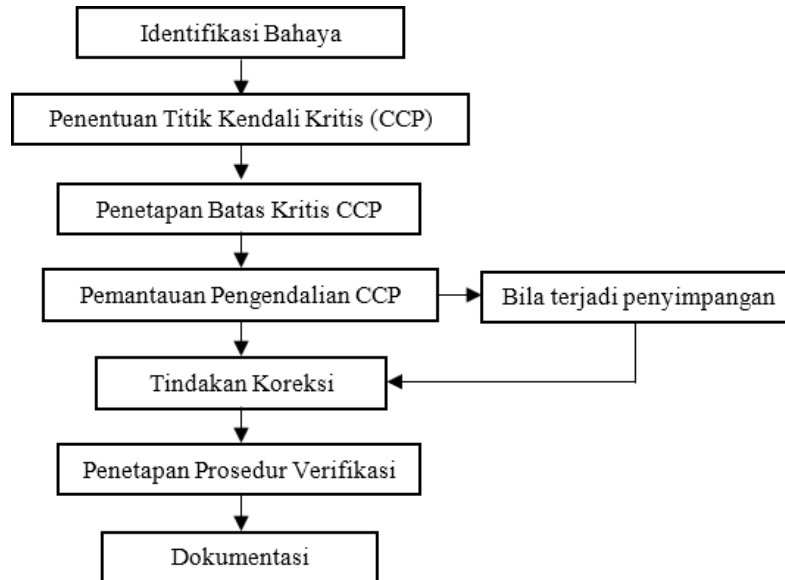 Identifikasi Bahaya
Penentuan Titik Kendali Kritis (CCP)
Penetapan Batas Kritis CCP
Pemantauan Pengendalian CCP
Bila terjadi penyimpangan
Tindakan Koreksi
Penetapan Prosedur Verifikasi
Dokumentasi